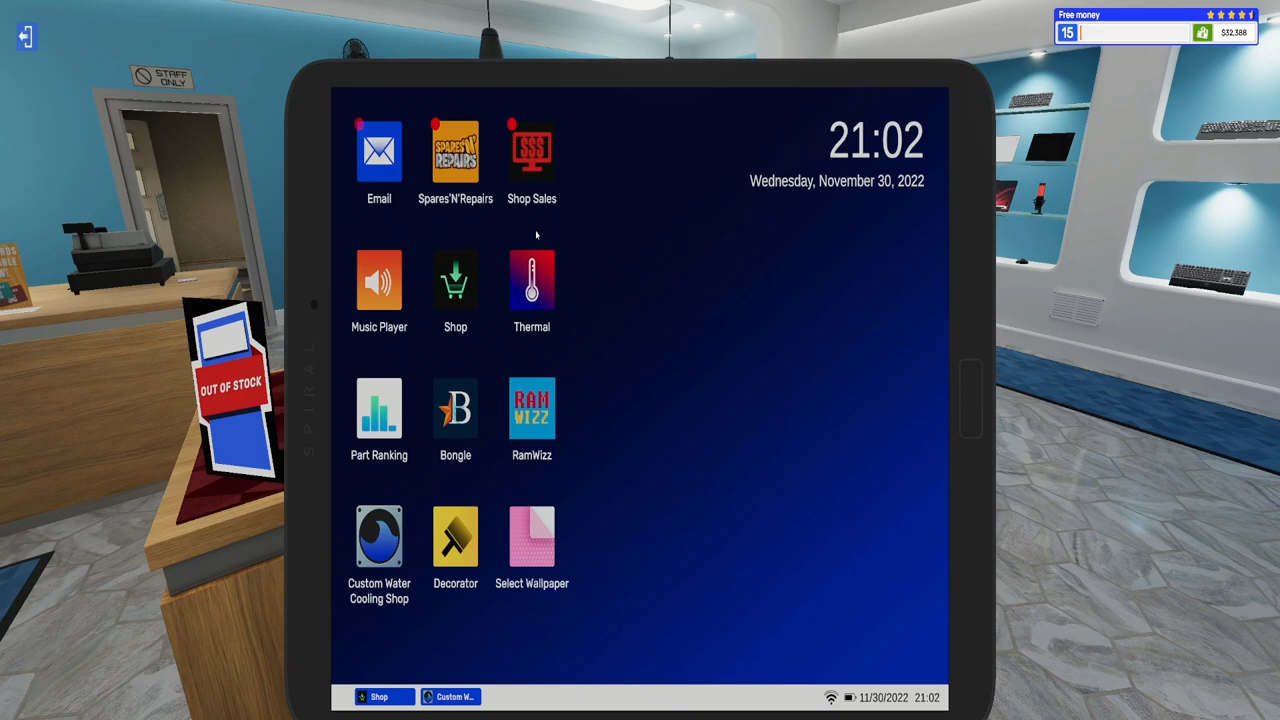 Free money
15
$32,388
STAFF
ONLY
OUT OF STOCK
SPIRAL
21:02
Wednesday, November 30, 2022
Email
SPARES'N'
REPAIRS
Spares'N'Repairs
$$$
Shop Sales
Music Player
Shop
Thermal
Part Ranking
B
Bongle
RAM
WIZZ
RamWizz
Custom Water
Cooling Shop
Decorator
Select Wallpaper
Shop
Custom W...
11/30/2022 21:02